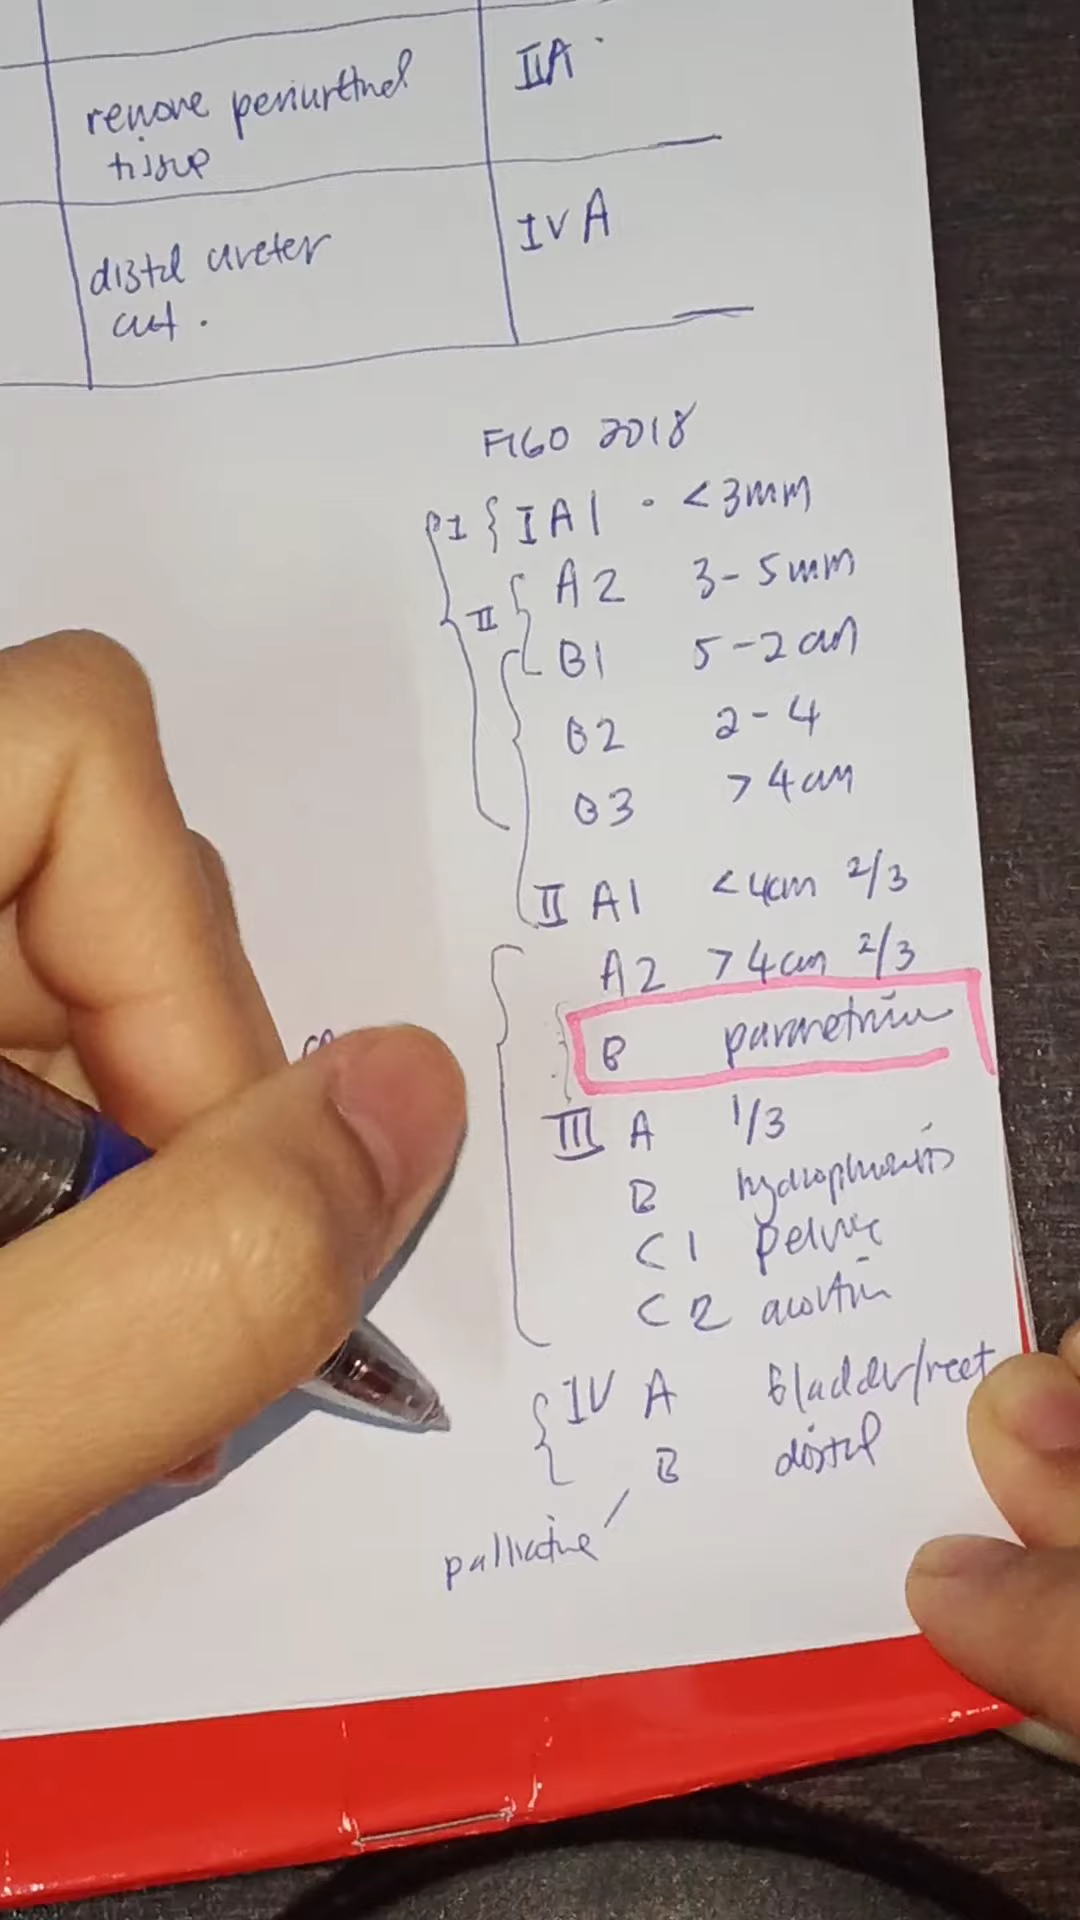 remove periurethrel
tissue
IIA
distal ureter
cut.
IVA
FIGO 2018
I { IA1 · <3mm
II { A2 3-5mm
B1 5-2cm
B2 2-4
B3 >4cm
II A1 <4cm 2/3
A2 >4cm 2/3
B parametrium
III A 1/3
B hydronephrosis
C1 pelvic
C2 aortic
IV A bladder/rect
B distal
palliative